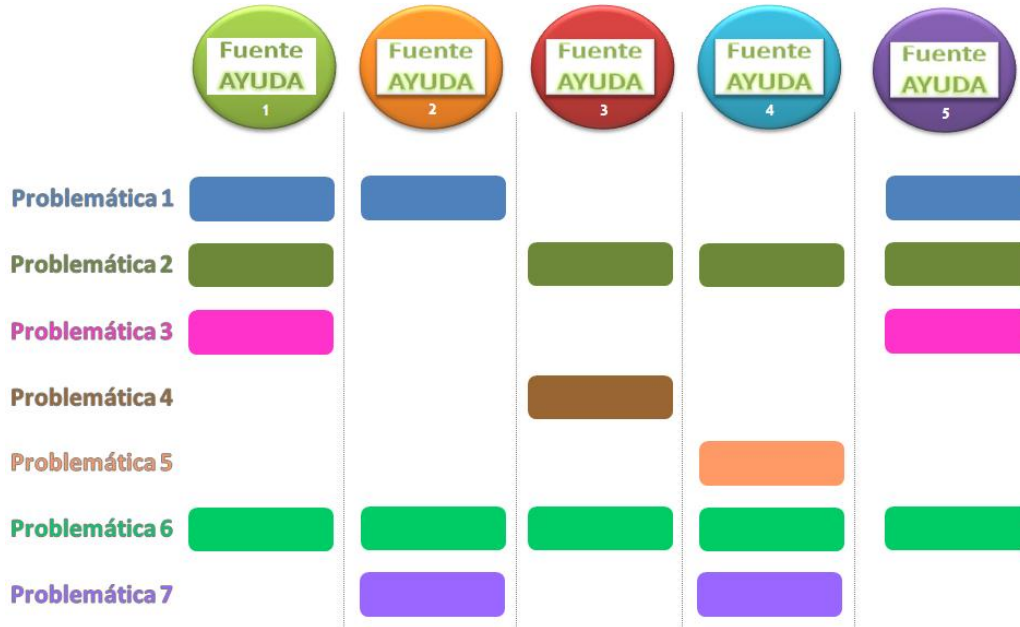 Fuente
AYUDA
1
Fuente
AYUDA
2
Fuente
AYUDA
3
Fuente
AYUDA
4
Fuente
AYUDA
5
Problemática 1
Problemática 2
Problemática 3
Problemática 4
Problemática 5
Problemática 6
Problemática 7